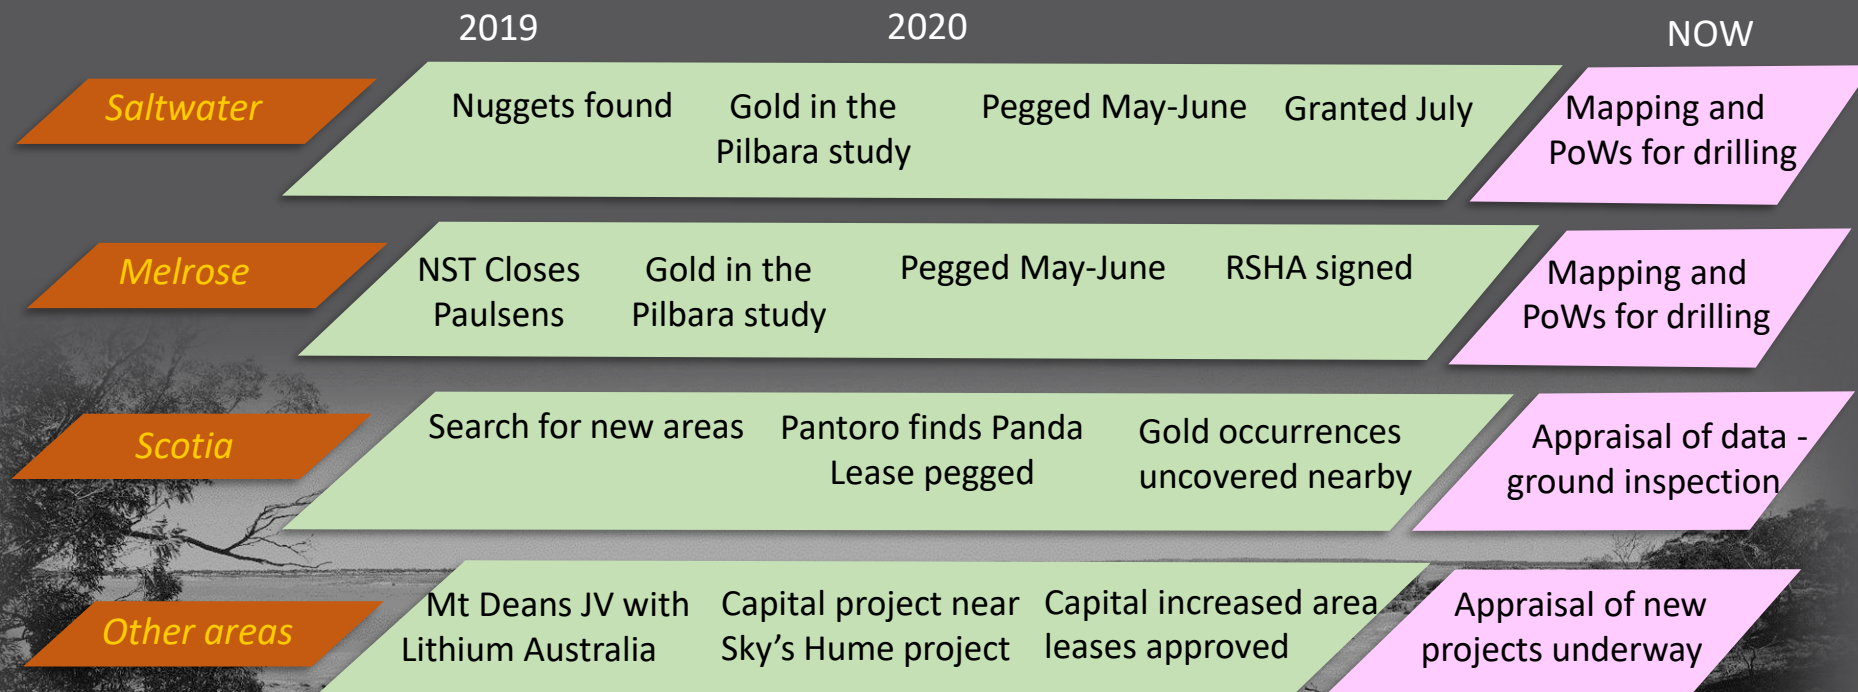 2019
2020
NOW
Saltwater
Nuggets found
Gold in the
Pilbara study
Pegged May-June
Granted July
Mapping and
PoWs for drilling
Melrose
NST Closes
Paulsens
Gold in the
Pilbara study
Pegged May-June
RSHA signed
Mapping and
PoWs for drilling
Scotia
Search for new areas
Pantoro finds Panda
Lease pegged
Gold occurrences
uncovered nearby
Appraisal of data -
ground inspection
Other areas
Mt Deans JV with
Lithium Australia
Capital project near
Sky's Hume project
Capital increased area
leases approved
Appraisal of new
projects underway